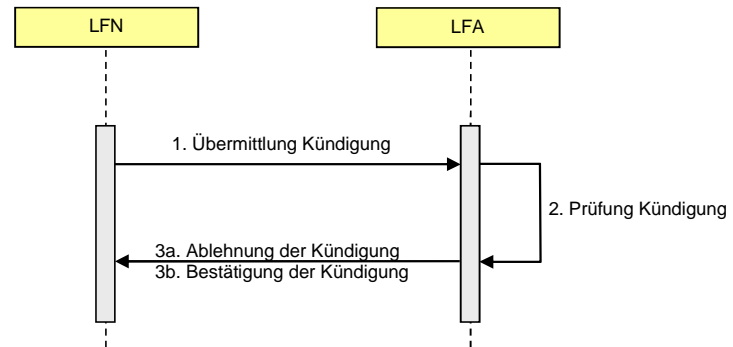 LFN
LFA
1. Übermittlung Kündigung
2. Prüfung Kündigung
3a. Ablehnung der Kündigung
3b. Bestätigung der Kündigung